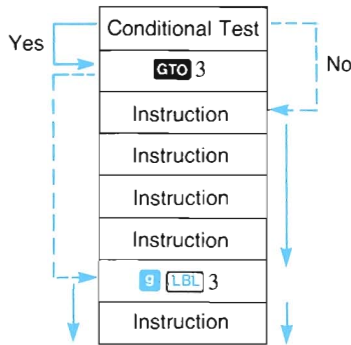 Conditional Test
Yes
GTO 3
No
Instruction
Instruction
Instruction
Instruction
g LBL 3
Instruction